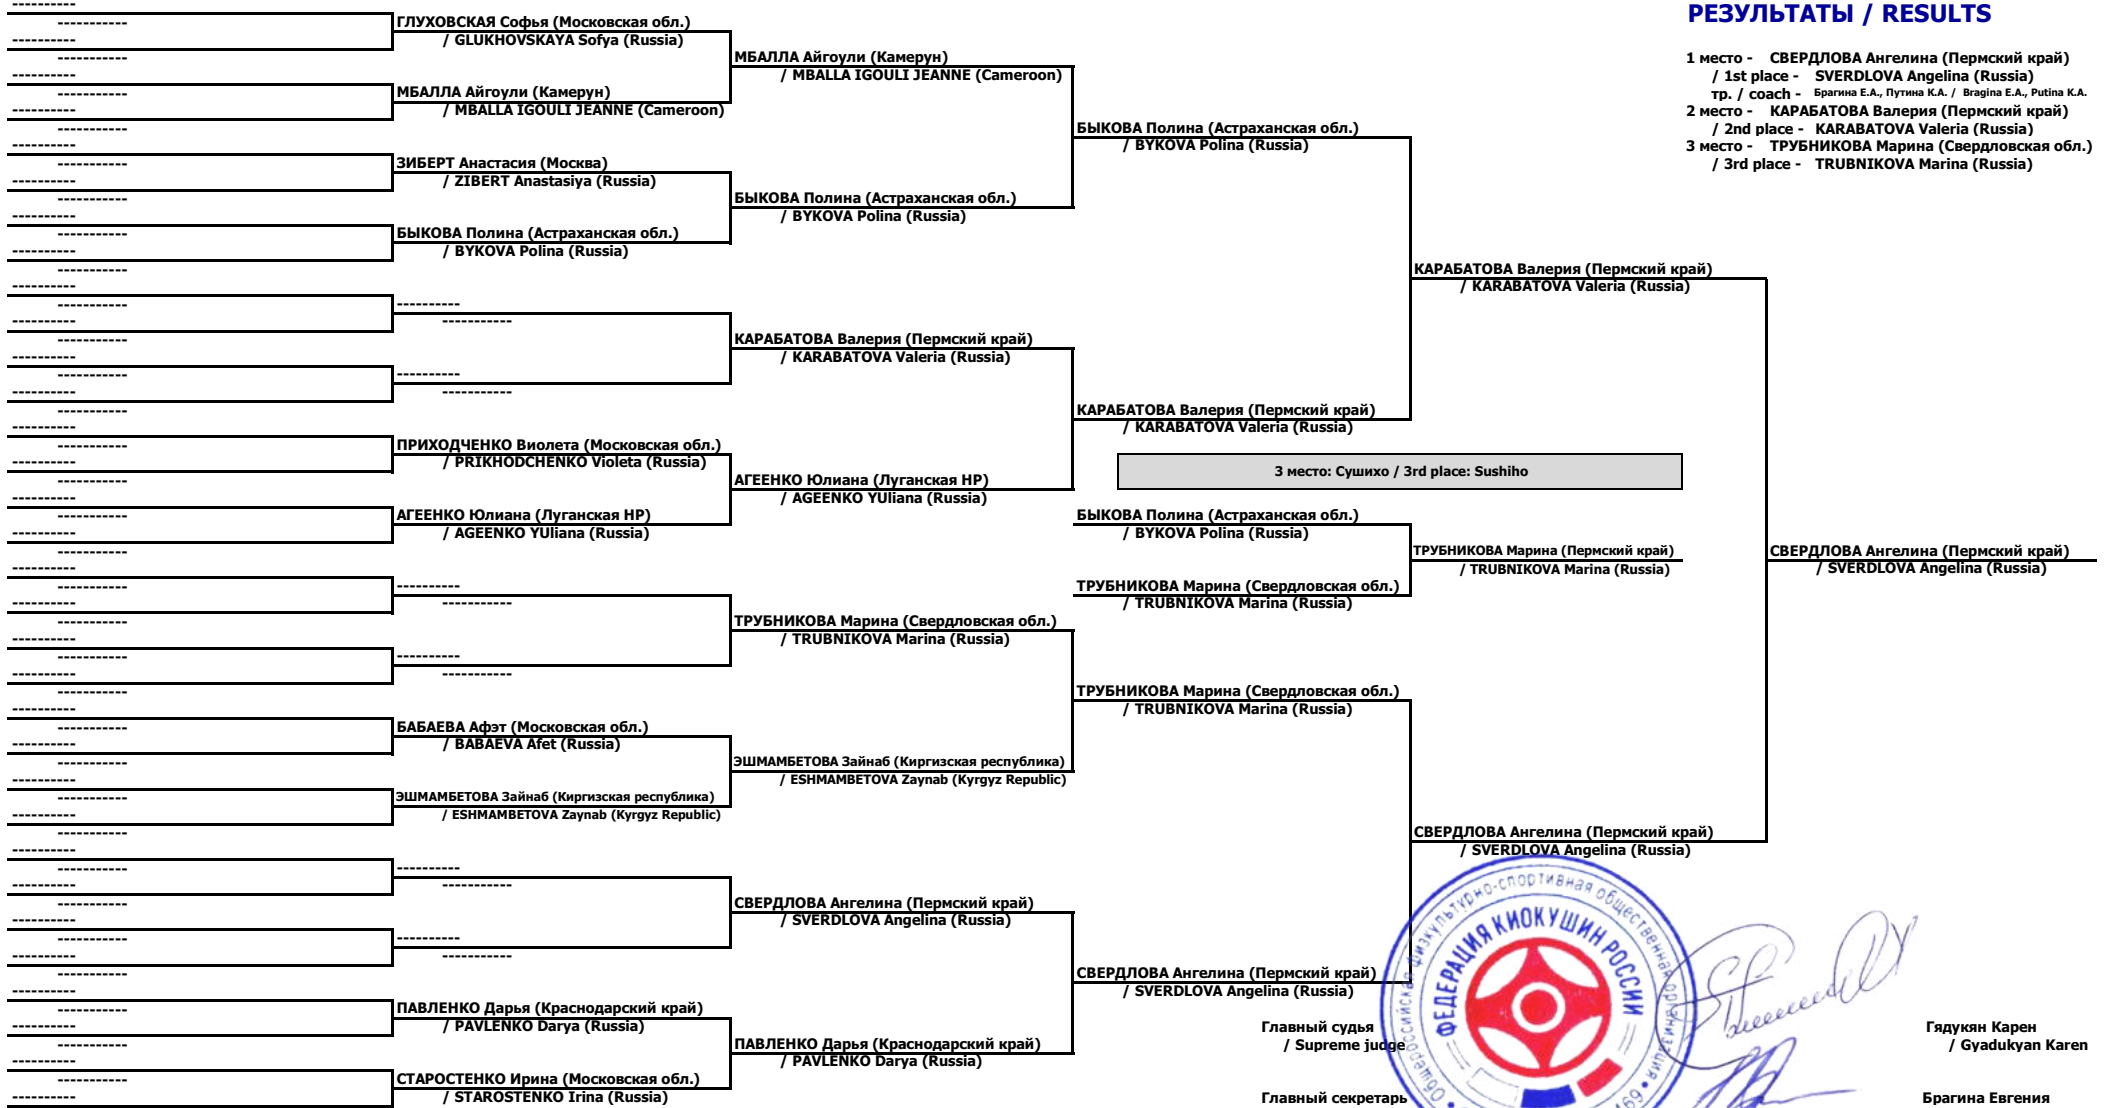 ГЛУХОВСКАЯ Софья (Московская обл.)
/ GLUKHOVSKAYA Sofya (Russia)
МБАЛЛА Айгоули (Камерун)
/ MBALLA IGOULI JEANNE (Cameroon)
ЗИБЕРТ Анастасия (Москва)
/ ZIBERT Anastasiya (Russia)
БЫКОВА Полина (Астраханская обл.)
/ BYKOVA Polina (Russia)
ПРИХОДЧЕНКО Виолета (Московская обл.)
/ PRIKHODCHENKO Violeta (Russia)
АГЕЕНКО Юлиана (Луганская НР)
/ AGEENKO YUliana (Russia)
БАБАЕВА Афэт (Московская обл.)
/ BABAEVA Afet (Russia)
ЭШМАМБЕТОВА Зайнаб (Киргизская республика)
/ ESHMAMBETOVA Zaynab (Kyrgyz Republic)
ПАВЛЕНКО Дарья (Краснодарский край)
/ PAVLENKO Darya (Russia)
СТАРОСТЕНКО Ирина (Московская обл.)
/ STAROSTENKO Irina (Russia)
МБАЛЛА Айгоули (Камерун)
/ MBALLA IGOULI JEANNE (Cameroon)
БЫКОВА Полина (Астраханская обл.)
/ BYKOVA Polina (Russia)
КАРАБАТОВА Валерия (Пермский край)
/ KARABATOVA Valeria (Russia)
АГЕЕНКО Юлиана (Луганская НР)
/ AGEENKO YUliana (Russia)
ТРУБНИКОВА Марина (Свердловская обл.)
/ TRUBNIKOVA Marina (Russia)
ЭШМАМБЕТОВА Зайнаб (Киргизская республика)
/ ESHMAMBETOVA Zaynab (Kyrgyz Republic)
СВЕРДЛОВА Ангелина (Пермский край)
/ SVERDLOVA Angelina (Russia)
ПАВЛЕНКО Дарья (Краснодарский край)
/ PAVLENKO Darya (Russia)
БЫКОВА Полина (Астраханская обл.)
/ BYKOVA Polina (Russia)
КАРАБАТОВА Валерия (Пермский край)
/ KARABATOVA Valeria (Russia)
3 место: Сушихо / 3rd place: Sushiho
БЫКОВА Полина (Астраханская обл.)
/ BYKOVA Polina (Russia)
ТРУБНИКОВА Марина (Свердловская обл.)
/ TRUBNIKOVA Marina (Russia)
ТРУБНИКОВА Марина (Свердловская обл.)
/ TRUBNIKOVA Marina (Russia)
СВЕРДЛОВА Ангелина (Пермский край)
/ SVERDLOVA Angelina (Russia)
КАРАБАТОВА Валерия (Пермский край)
/ KARABATOVA Valeria (Russia)
ТРУБНИКОВА Марина (Пермский край)
/ TRUBNIKOVA Marina (Russia)
СВЕРДЛОВА Ангелина (Пермский край)
/ SVERDLOVA Angelina (Russia)
СВЕРДЛОВА Ангелина (Пермский край)
/ SVERDLOVA Angelina (Russia)
РЕЗУЛЬТАТЫ / RESULTS
1 место - СВЕРДЛОВА Ангелина (Пермский край)
/ 1st place - SVERDLOVA Angelina (Russia)
тр. / coach - Брагина Е.А., Путина К.А. / Bragina E.A., Putina K.A.
2 место - КАРАБАТОВА Валерия (Пермский край)
/ 2nd place - KARABATOVA Valeria (Russia)
3 место - ТРУБНИКОВА Марина (Свердловская обл.)
/ 3rd place - TRUBNIKOVA Marina (Russia)
Главный судья
/ Supreme judge
Гядукян Карен
/ Gyadukyan Karen
Главный секретарь
Брагина Евгения
Общероссийская физкультурно-спортивная общественная организация
ФЕДЕРАЦИЯ КИОКУШИН РОССИИ